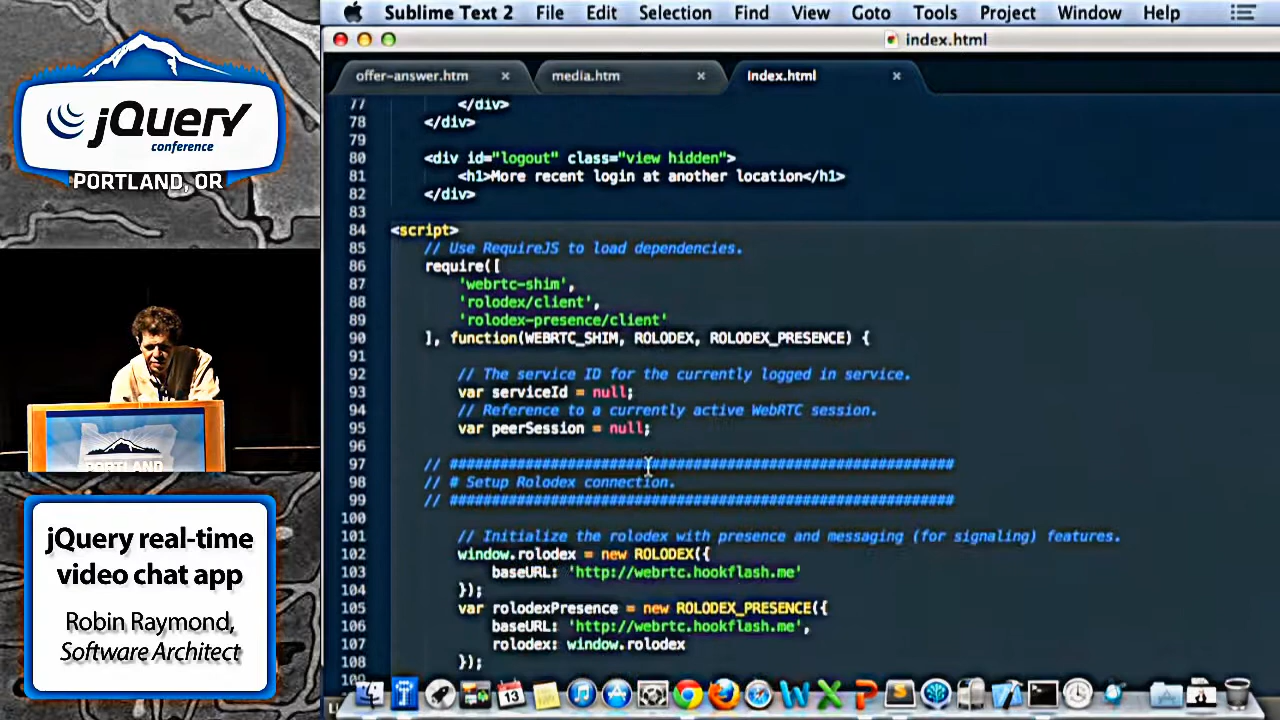 jQuery
conference
PORTLAND, OR
PORTLAND
jQuery real-time
video chat app
Robin Raymond,
Software Architect
Sublime Text 2 File Edit Selection Find View Goto Tools Project Window Help
index.html
offer-answer.htm × media.htm × index.html ×
77 </div>
78 </div>
79
80 <div id="logout" class="view hidden">
81 <h1>More recent login at another location</h1>
82 </div>
83
84 <script>
85 // Use RequireJS to load dependencies.
86 require([
87 'webrtc-shim',
88 'rolodex/client',
89 'rolodex-presence/client'
90 ], function(WEBRTC_SHIM, ROLODEX, ROLODEX_PRESENCE) {
91
92 // The service ID for the currently logged in service.
93 var serviceId = null;
94 // Reference to a currently active WebRTC session.
95 var peerSession = null;
96
97 // ############################################################
98 // # Setup Rolodex connection.
99 // ############################################################
100
101 // Initialize the rolodex with presence and messaging (for signaling) features.
102 window.rolodex = new ROLODEX({
103 baseURL: 'http://webrtc.hookflash.me'
104 });
105 var rolodexPresence = new ROLODEX_PRESENCE({
106 baseURL: 'http://webrtc.hookflash.me',
107 rolodex: window.rolodex
108 });
13